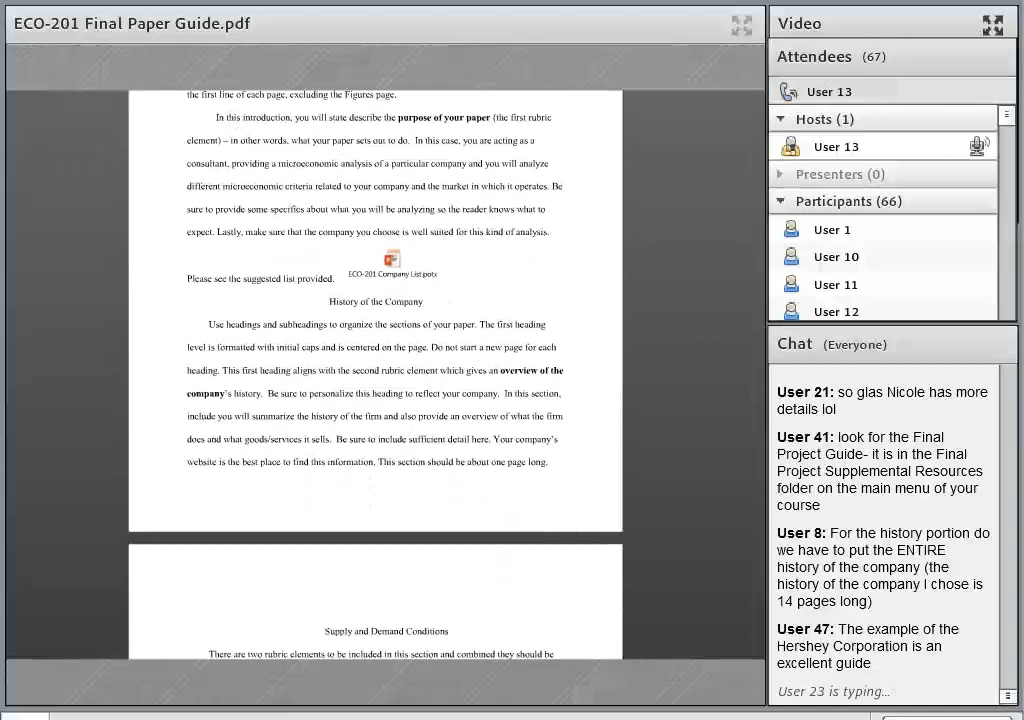 ECO-201 Final Paper Guide.pdf
the first line of each page, excluding the Figures page.
In this introduction, you will state describe the purpose of your paper (the first rubric
element) – in other words, what your paper sets out to do. In this case, you are acting as a
consultant, providing a microeconomic analysis of a particular company and you will analyze
different microeconomic criteria related to your company and the market in which it operates. Be
sure to provide some specifics about what you will be analyzing so the reader knows what to
expect. Lastly, make sure that the company you choose is well suited for this kind of analysis.
Please see the suggested list provided.
ECO-201 Company List.potx
History of the Company
Use headings and subheadings to organize the sections of your paper. The first heading
level is formatted with initial caps and is centered on the page. Do not start a new page for each
heading. This first heading aligns with the second rubric element which gives an overview of the
company's history. Be sure to personalize this heading to reflect your company. In this section,
include you will summarize the history of the firm and also provide an overview of what the firm
does and what goods/services it sells. Be sure to include sufficient detail here. Your company's
website is the best place to find this information. This section should be about one page long.
Supply and Demand Conditions
There are two rubric elements to be included in this section and combined they should be
Video
Attendees (67)
User 13
Hosts (1)
User 13
Presenters (0)
Participants (66)
User 1
User 10
User 11
User 12
Chat (Everyone)
User 21: so glas Nicole has more
details lol
User 41: look for the Final
Project Guide- it is in the Final
Project Supplemental Resources
folder on the main menu of your
course
User 8: For the history portion do
we have to put the ENTIRE
history of the company (the
history of the company I chose is
14 pages long)
User 47: The example of the
Hershey Corporation is an
excellent guide
User 23 is typing...